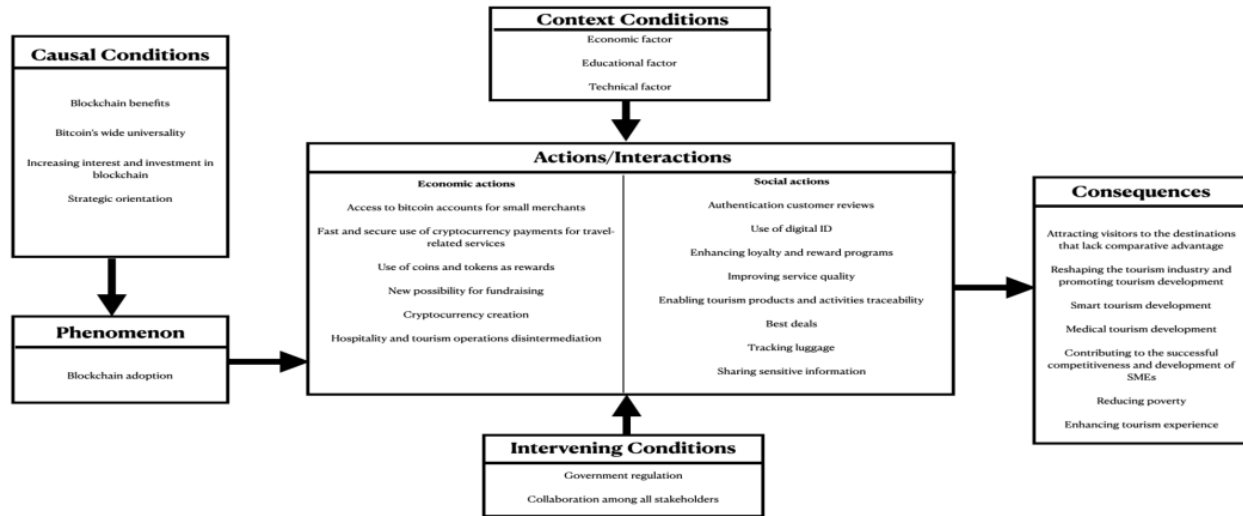 Context Conditions
Economic factor
Educational factor
Technical factor
Causal Conditions
Blockchain benefits
Bitcoin's wide universality
Increasing interest and investment in
blockchain
Strategic orientation
Phenomenon
Blockchain adoption
Actions/Interactions
Economic actions
Access to bitcoin accounts for small merchants
Fast and secure use of cryptocurrency payments for travel-
related services
Use of coins and tokens as rewards
New possibility for fundraising
Cryptocurrency creation
Hospitality and tourism operations disintermediation
Social actions
Authentication customer reviews
Use of digital ID
Enhancing loyalty and reward programs
Improving service quality
Enabling tourism products and activities traceability
Best deals
Tracking luggage
Sharing sensitive information
Intervening Conditions
Government regulation
Collaboration among all stakeholders
Consequences
Attracting visitors to the destinations
that lack comparative advantage
Reshaping the tourism industry and
promoting tourism development
Smart tourism development
Medical tourism development
Contributing to the successful
competitiveness and development of
SMEs
Reducing poverty
Enhancing tourism experience